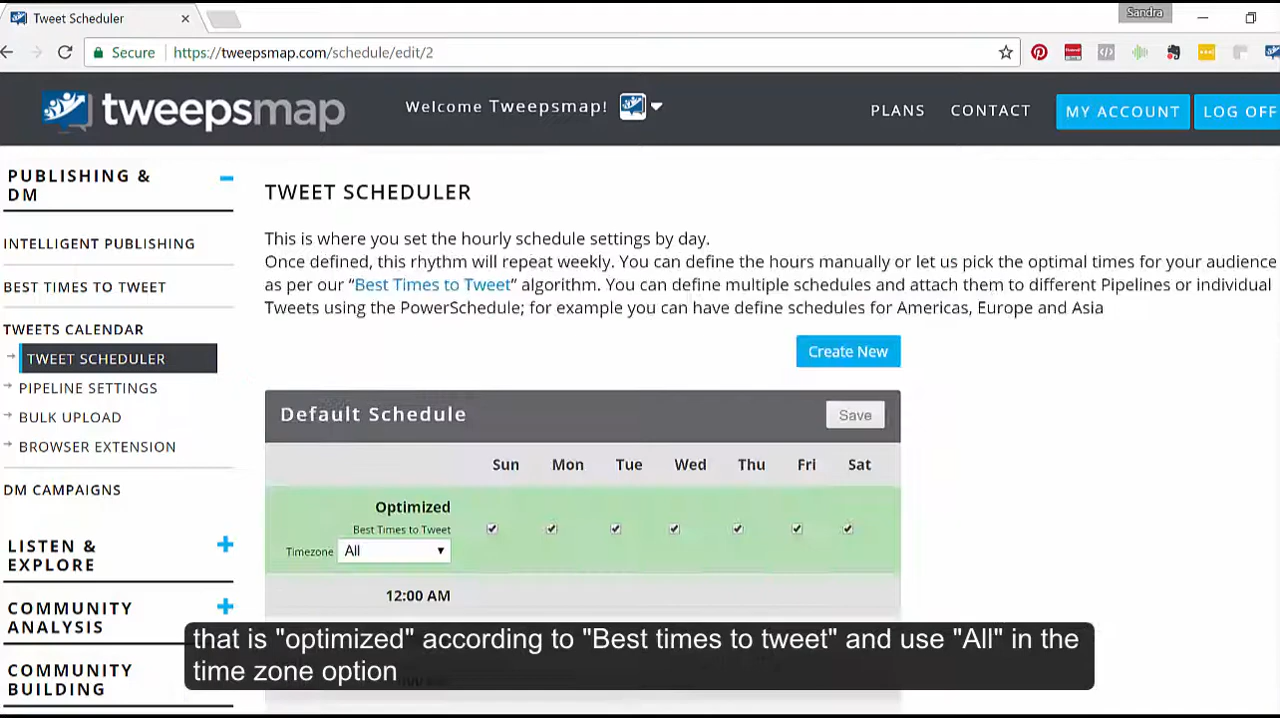 Tweet Scheduler
Sandra
Secure
https://tweepsmap.com/schedule/edit/2
tweepsmap
Welcome Tweepsmap!
PLANS
CONTACT
MY ACCOUNT
LOG OFF
PUBLISHING &
DM
INTELLIGENT PUBLISHING
BEST TIMES TO TWEET
TWEETS CALENDAR
TWEET SCHEDULER
PIPELINE SETTINGS
BULK UPLOAD
BROWSER EXTENSION
DM CAMPAIGNS
LISTEN &
EXPLORE
COMMUNITY
ANALYSIS
COMMUNITY
BUILDING
TWEET SCHEDULER
This is where you set the hourly schedule settings by day.
Once defined, this rhythm will repeat weekly. You can define the hours manually or let us pick the optimal times for your audience
as per our “Best Times to Tweet” algorithm. You can define multiple schedules and attach them to different Pipelines or individual
Tweets using the PowerSchedule; for example you can have define schedules for Americas, Europe and Asia
Create New
Default Schedule
Save
Sun Mon Tue Wed Thu Fri Sat
Optimized
Best Times to Tweet
Timezone All
12:00 AM
that is "optimized" according to "Best times to tweet" and use "All" in the
time zone option